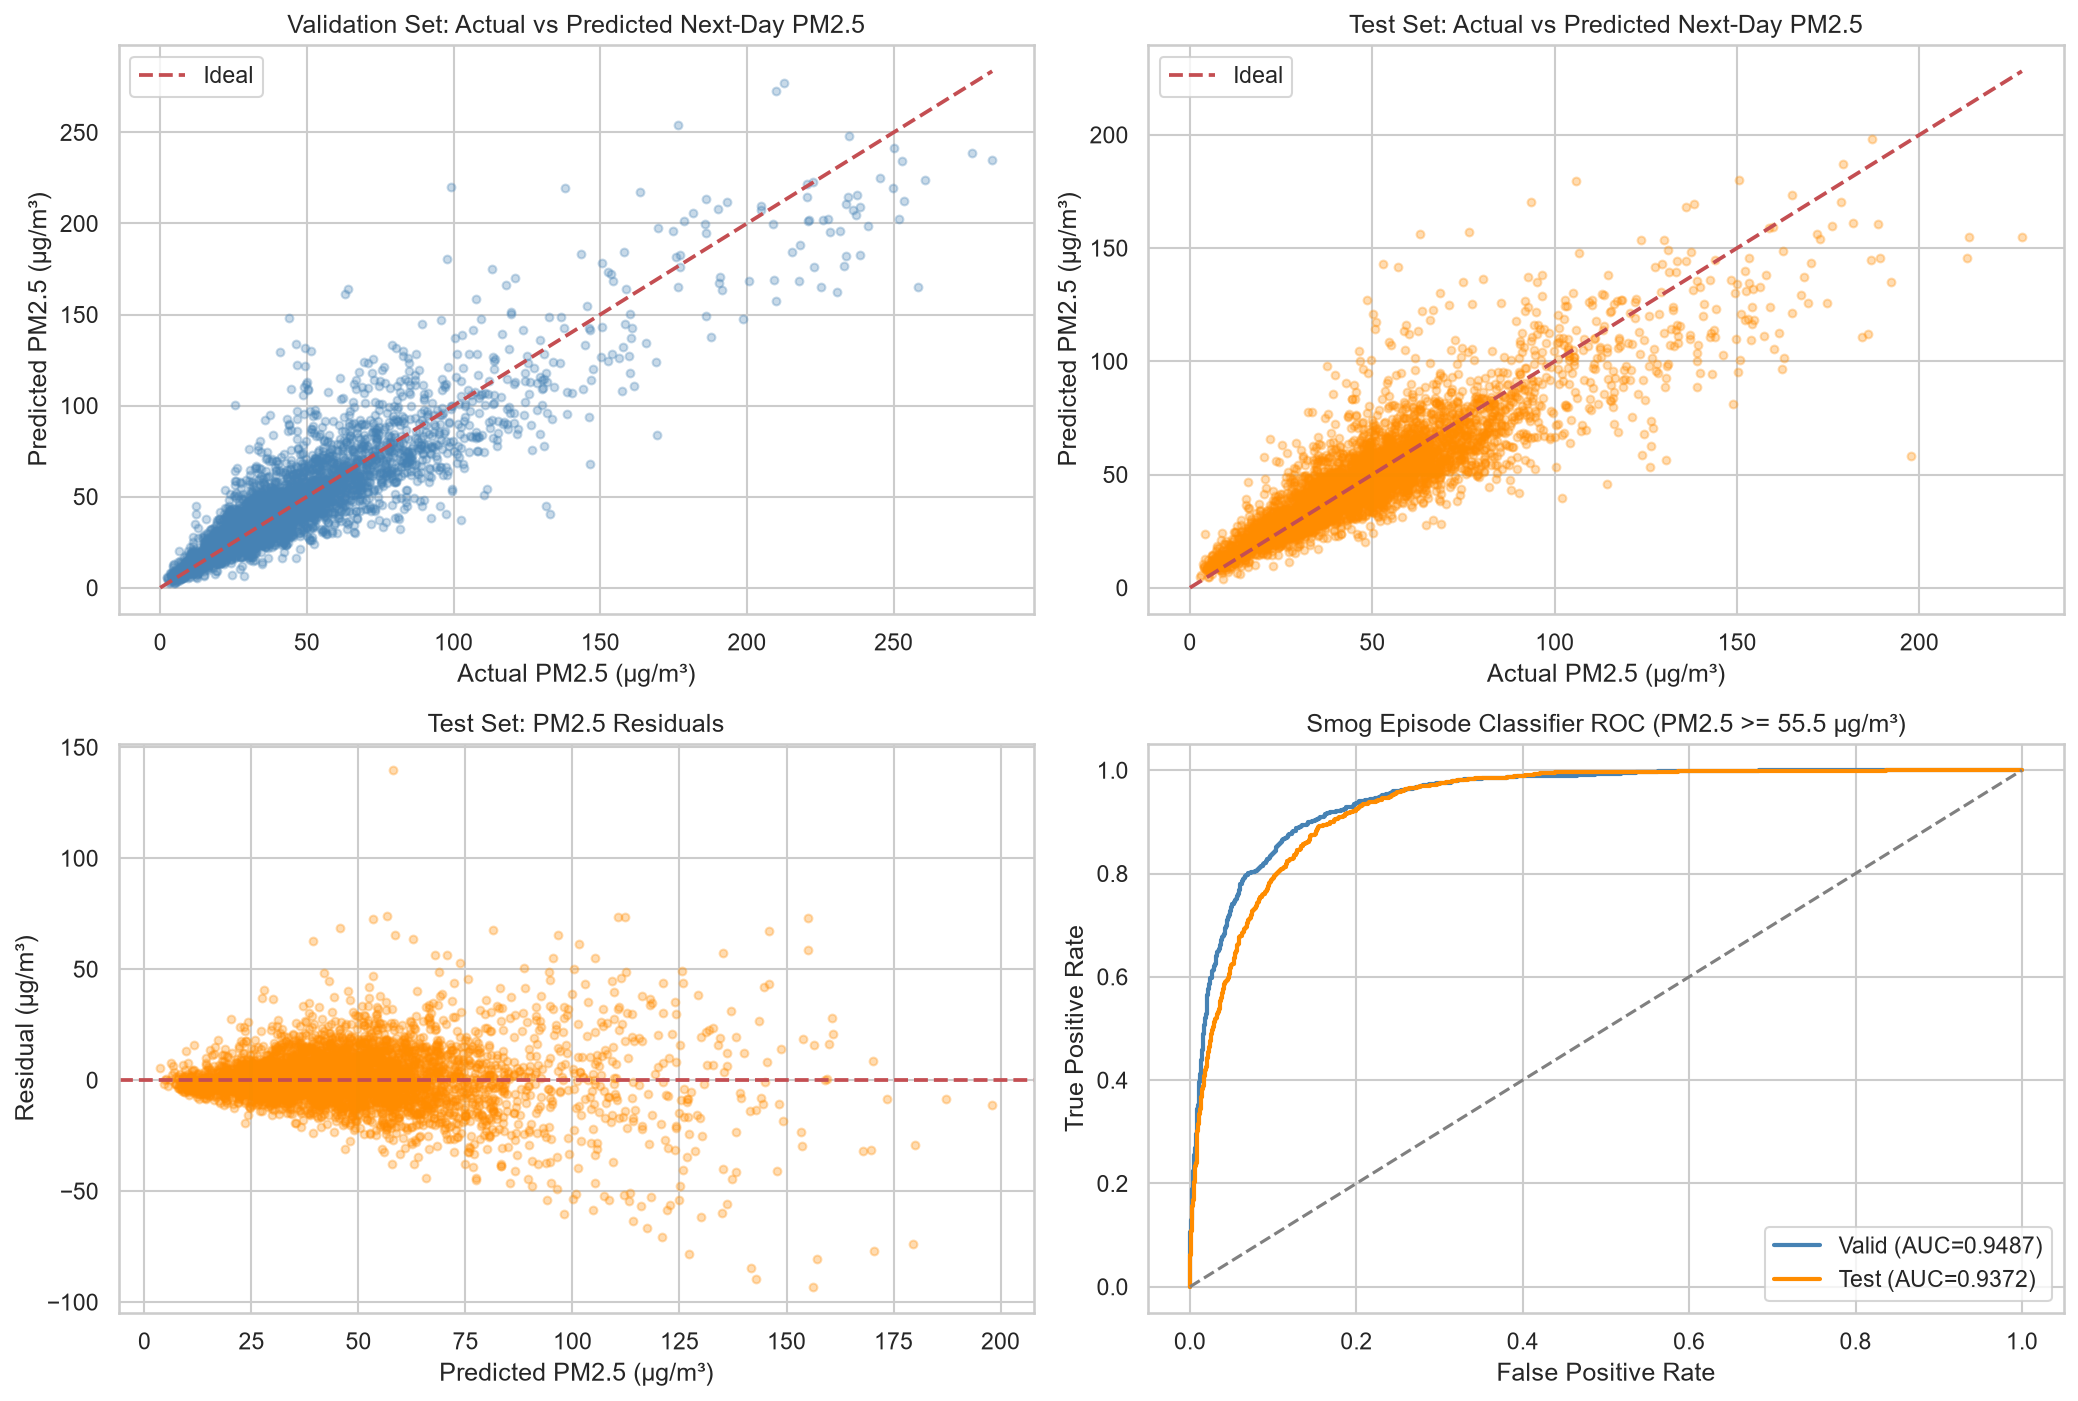 Validation Set: Actual vs Predicted Next-Day PM2.5
Ideal
Predicted PM2.5 (μg/m³)
250
200
150
100
50
0
0 50 100 150 200 250
Actual PM2.5 (μg/m³)
Test Set: Actual vs Predicted Next-Day PM2.5
Ideal
Predicted PM2.5 (μg/m³)
200
150
100
50
0
0 50 100 150 200
Actual PM2.5 (μg/m³)
Test Set: PM2.5 Residuals
Residual (μg/m³)
150
100
50
0
−50
−100
0 25 50 75 100 125 150 175 200
Predicted PM2.5 (μg/m³)
Smog Episode Classifier ROC (PM2.5 >= 55.5 μg/m³)
True Positive Rate
1.0
0.8
0.6
0.4
0.2
0.0
Valid (AUC=0.9487)
Test (AUC=0.9372)
0.0 0.2 0.4 0.6 0.8 1.0
False Positive Rate